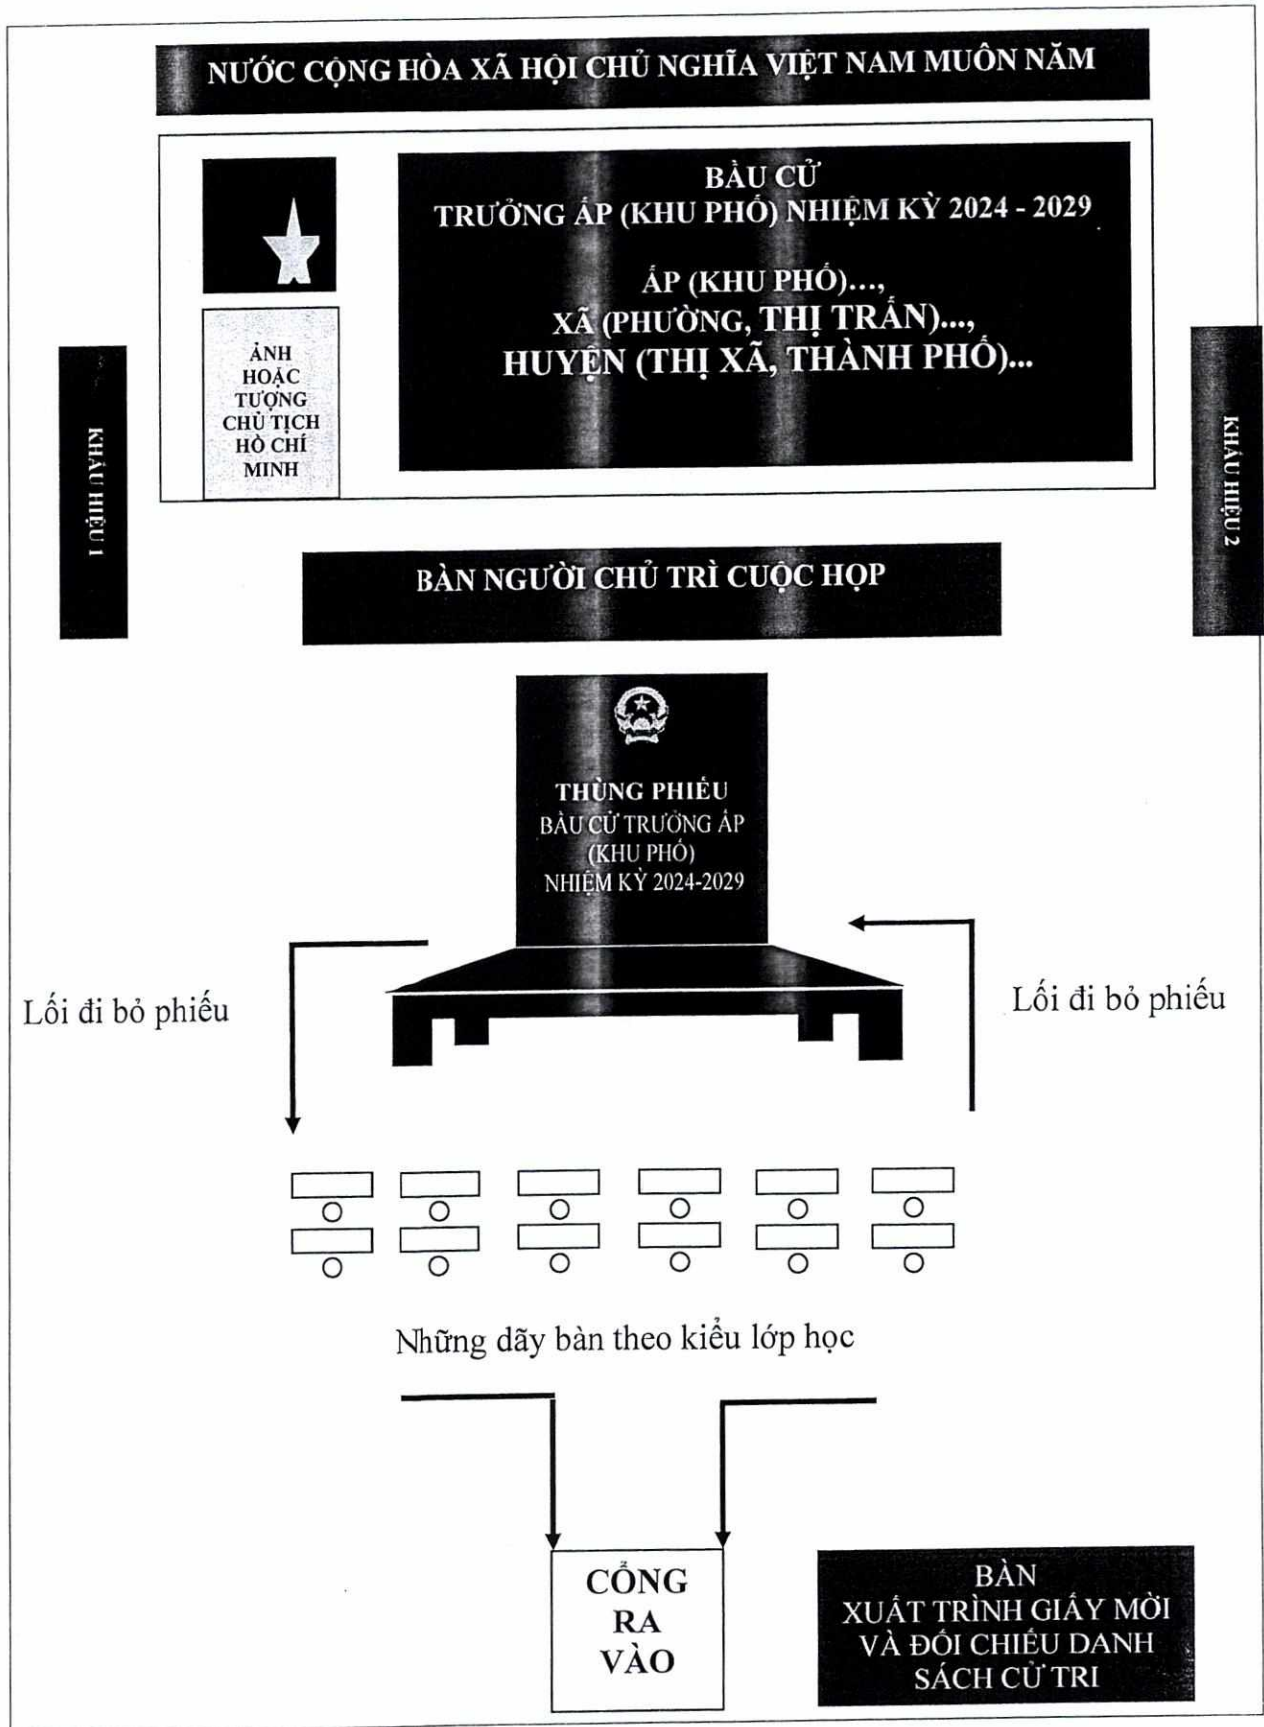 NƯỚC CỘNG HÒA XÃ HỘI CHỦ NGHĨA VIỆT NAM MUÔN NĂM
BẦU CỬ
TRƯỞNG ẤP (KHU PHỐ) NHIỆM KỲ 2024 - 2029
ẤP (KHU PHỐ)...,
XÃ (PHƯỜNG, THỊ TRẤN)...,
HUYỆN (THỊ XÃ, THÀNH PHỐ)...
ẢNH
HOẶC
TƯỢNG
CHỦ TỊCH
HỒ CHÍ
MINH
KHẨU HIỆU 1
KHẨU HIỆU 2
BÀN NGƯỜI CHỦ TRÌ CUỘC HỌP
THÙNG PHIẾU
BẦU CỬ TRƯỞNG ẤP
(KHU PHỐ)
NHIỆM KỲ 2024-2029
Lối đi bỏ phiếu
Lối đi bỏ phiếu
Những dãy bàn theo kiểu lớp học
CỔNG
RA
VÀO
BÀN
XUẤT TRÌNH GIẤY MỜI
VÀ ĐỐI CHIẾU DANH
SÁCH CỬ TRI